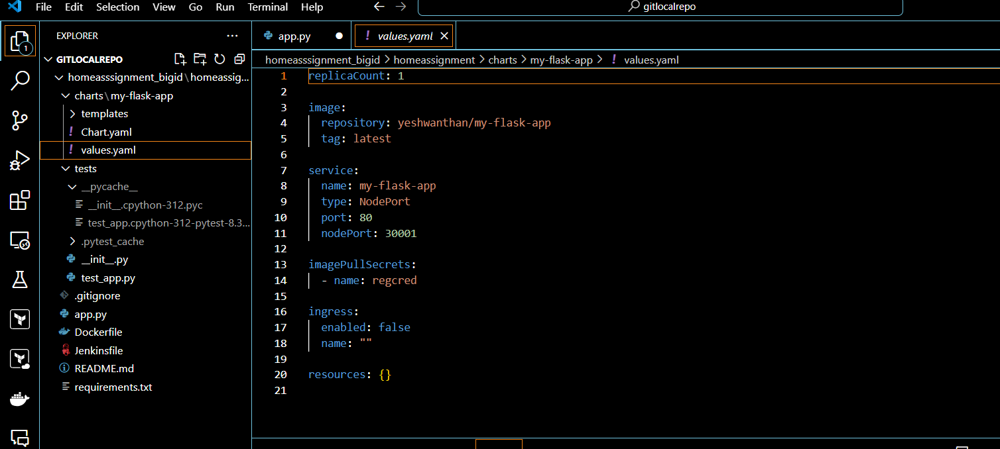 File Edit Selection View Go Run Terminal Help
gitlocalrepo
EXPLORER
1
GITLOCALREPO
homeasssignment_bigid\homeassig...
charts\my-flask-app
templates
! Chart.yaml
! values.yaml
tests
__pycache__
__init__.cpython-312.pyc
test_app.cpython-312-pytest-8.3...
.pytest_cache
__init__.py
test_app.py
.gitignore
app.py
Dockerfile
Jenkinsfile
README.md
requirements.txt
app.py
! values.yaml
homeasssignment_bigid > homeassignment > charts > my-flask-app > ! values.yaml
1 replicaCount: 1
2
3 image:
4 repository: yeshwanthan/my-flask-app
5 tag: latest
6
7 service:
8 name: my-flask-app
9 type: NodePort
10 port: 80
11 nodePort: 30001
12
13 imagePullSecrets:
14 - name: regcred
15
16 ingress:
17 enabled: false
18 name: ""
19
20 resources: {}
21